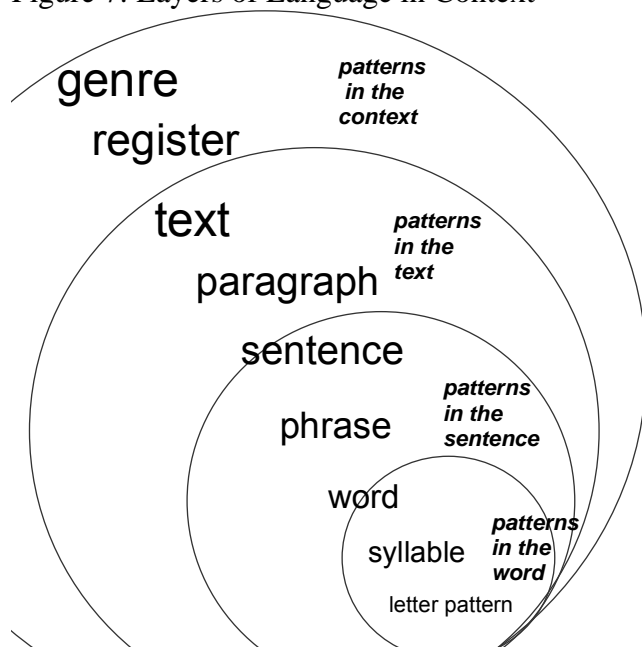 Figure 7: Layers of Language in Context
genre
patterns
in the
context
register
text
patterns
in the
text
paragraph
sentence
patterns
in the
sentence
phrase
word
patterns
in the
word
syllable
letter pattern